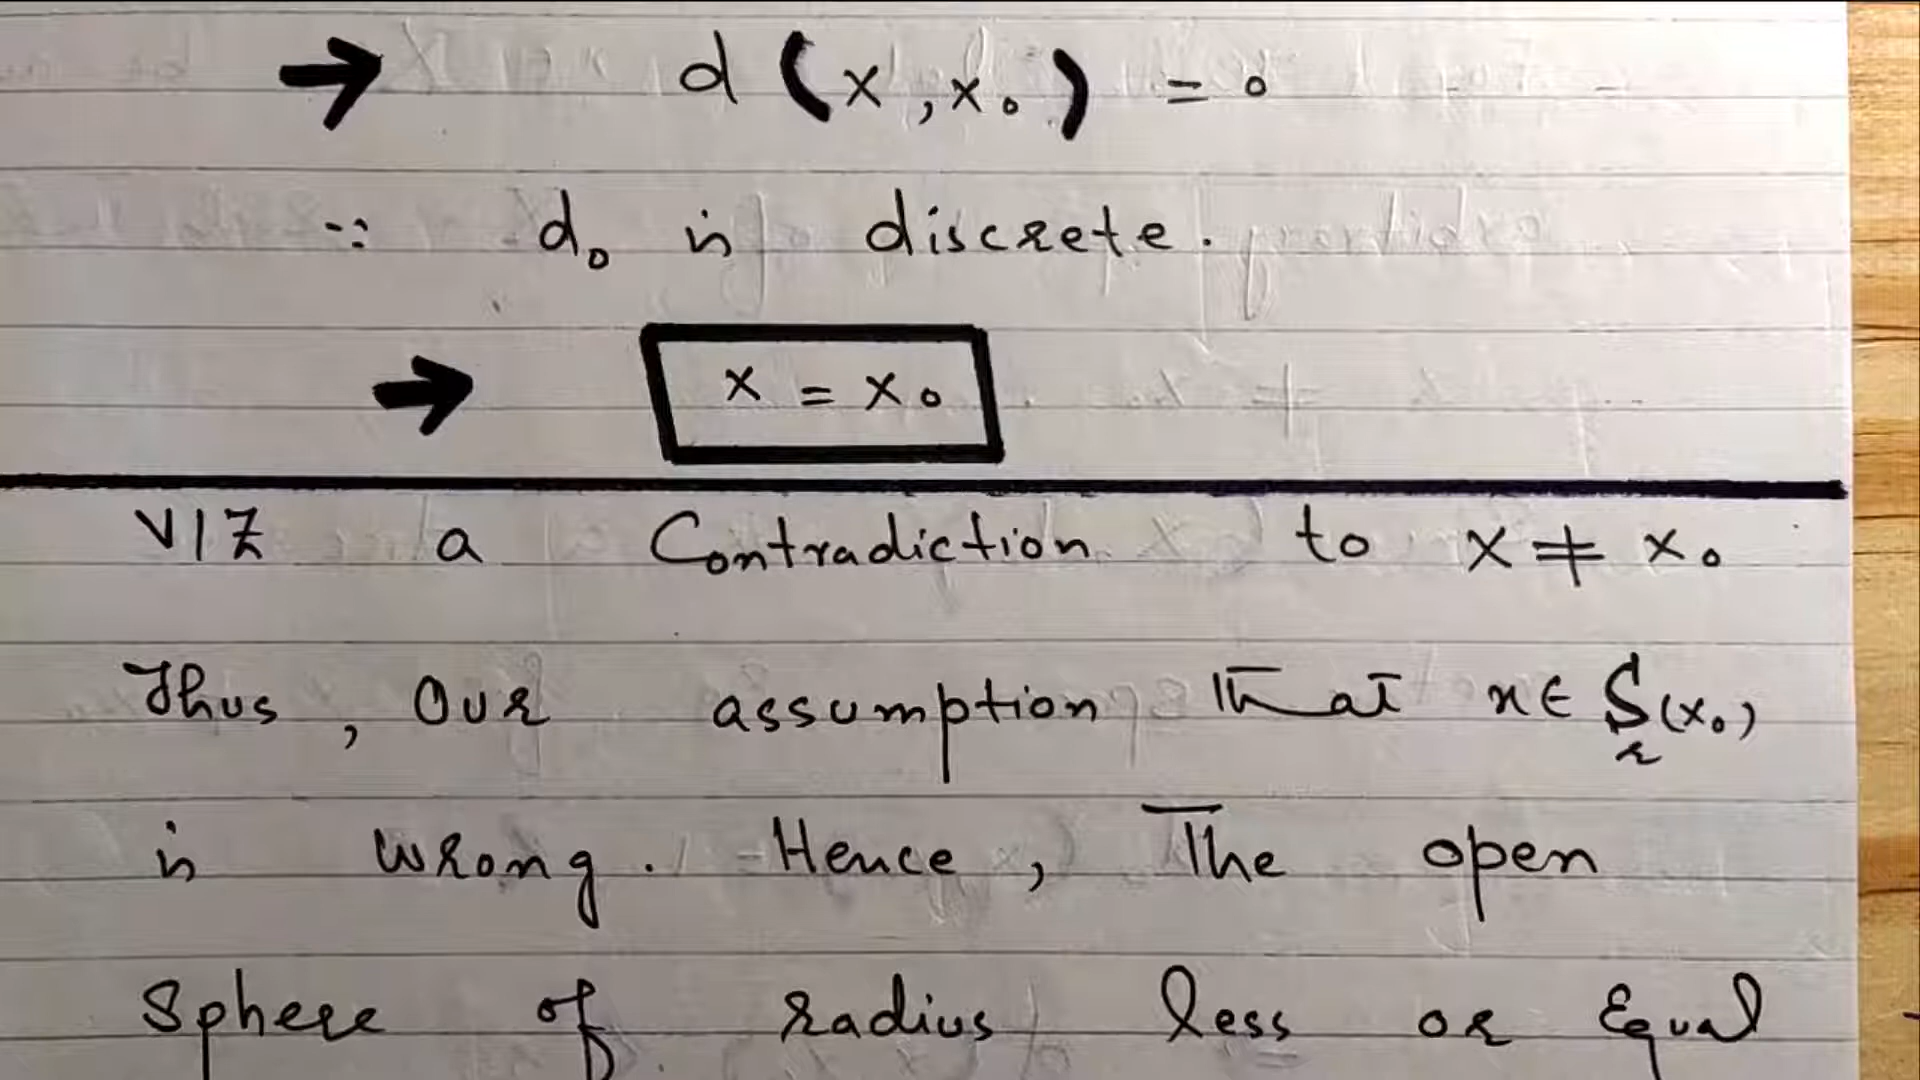 → d (x, x₀) = 0
∵ d₀ is discrete.
→ x = x₀
VIZ a Contradiction to x ≠ x₀
Thus, Our assumption that x ∈ Sᵣ(x₀)
is wrong. Hence, The open
Sphere of radius less or Equal